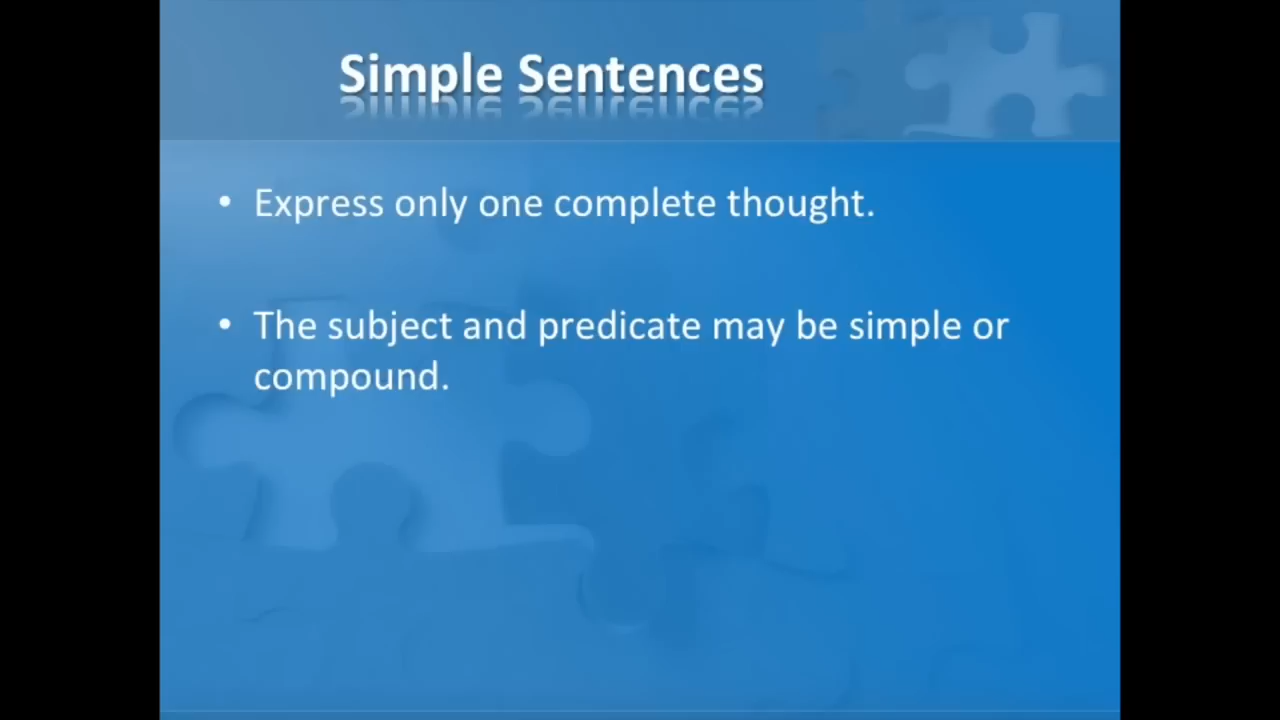 Simple Sentences
• Express only one complete thought.
• The subject and predicate may be simple or
compound.